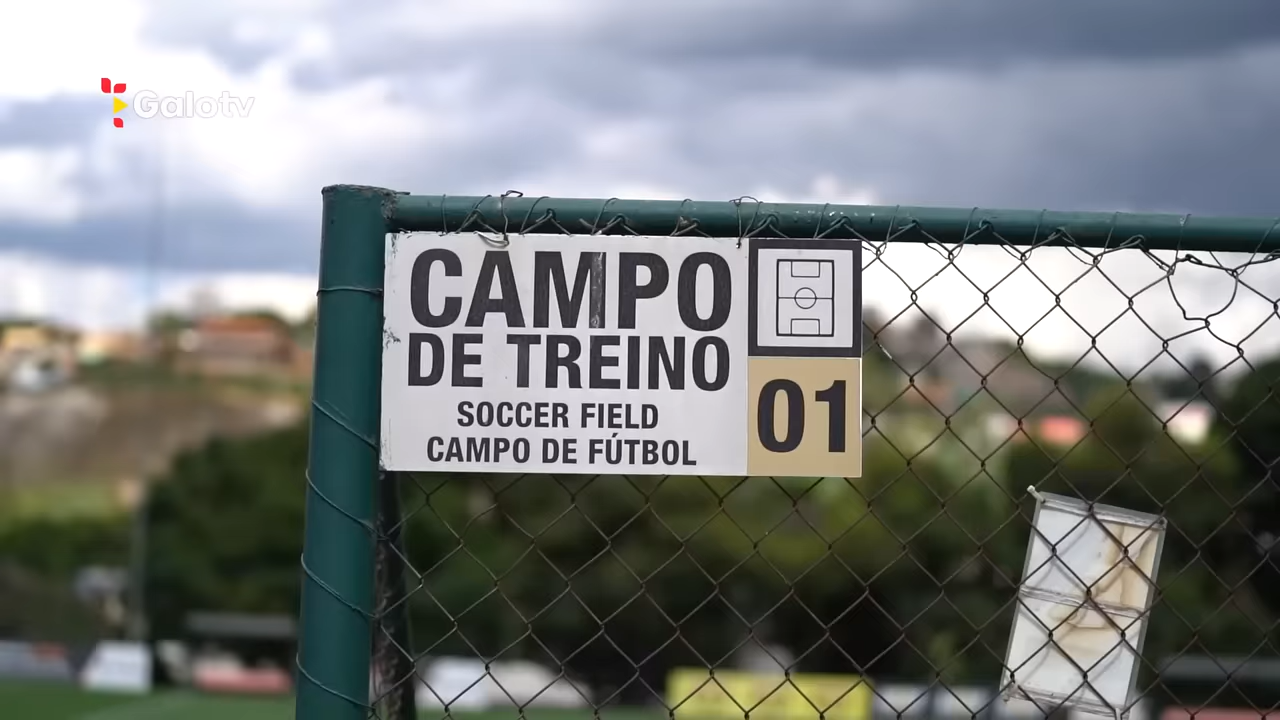 Galotv
CAMPO
DE TREINO
SOCCER FIELD
CAMPO DE FÚTBOL
01